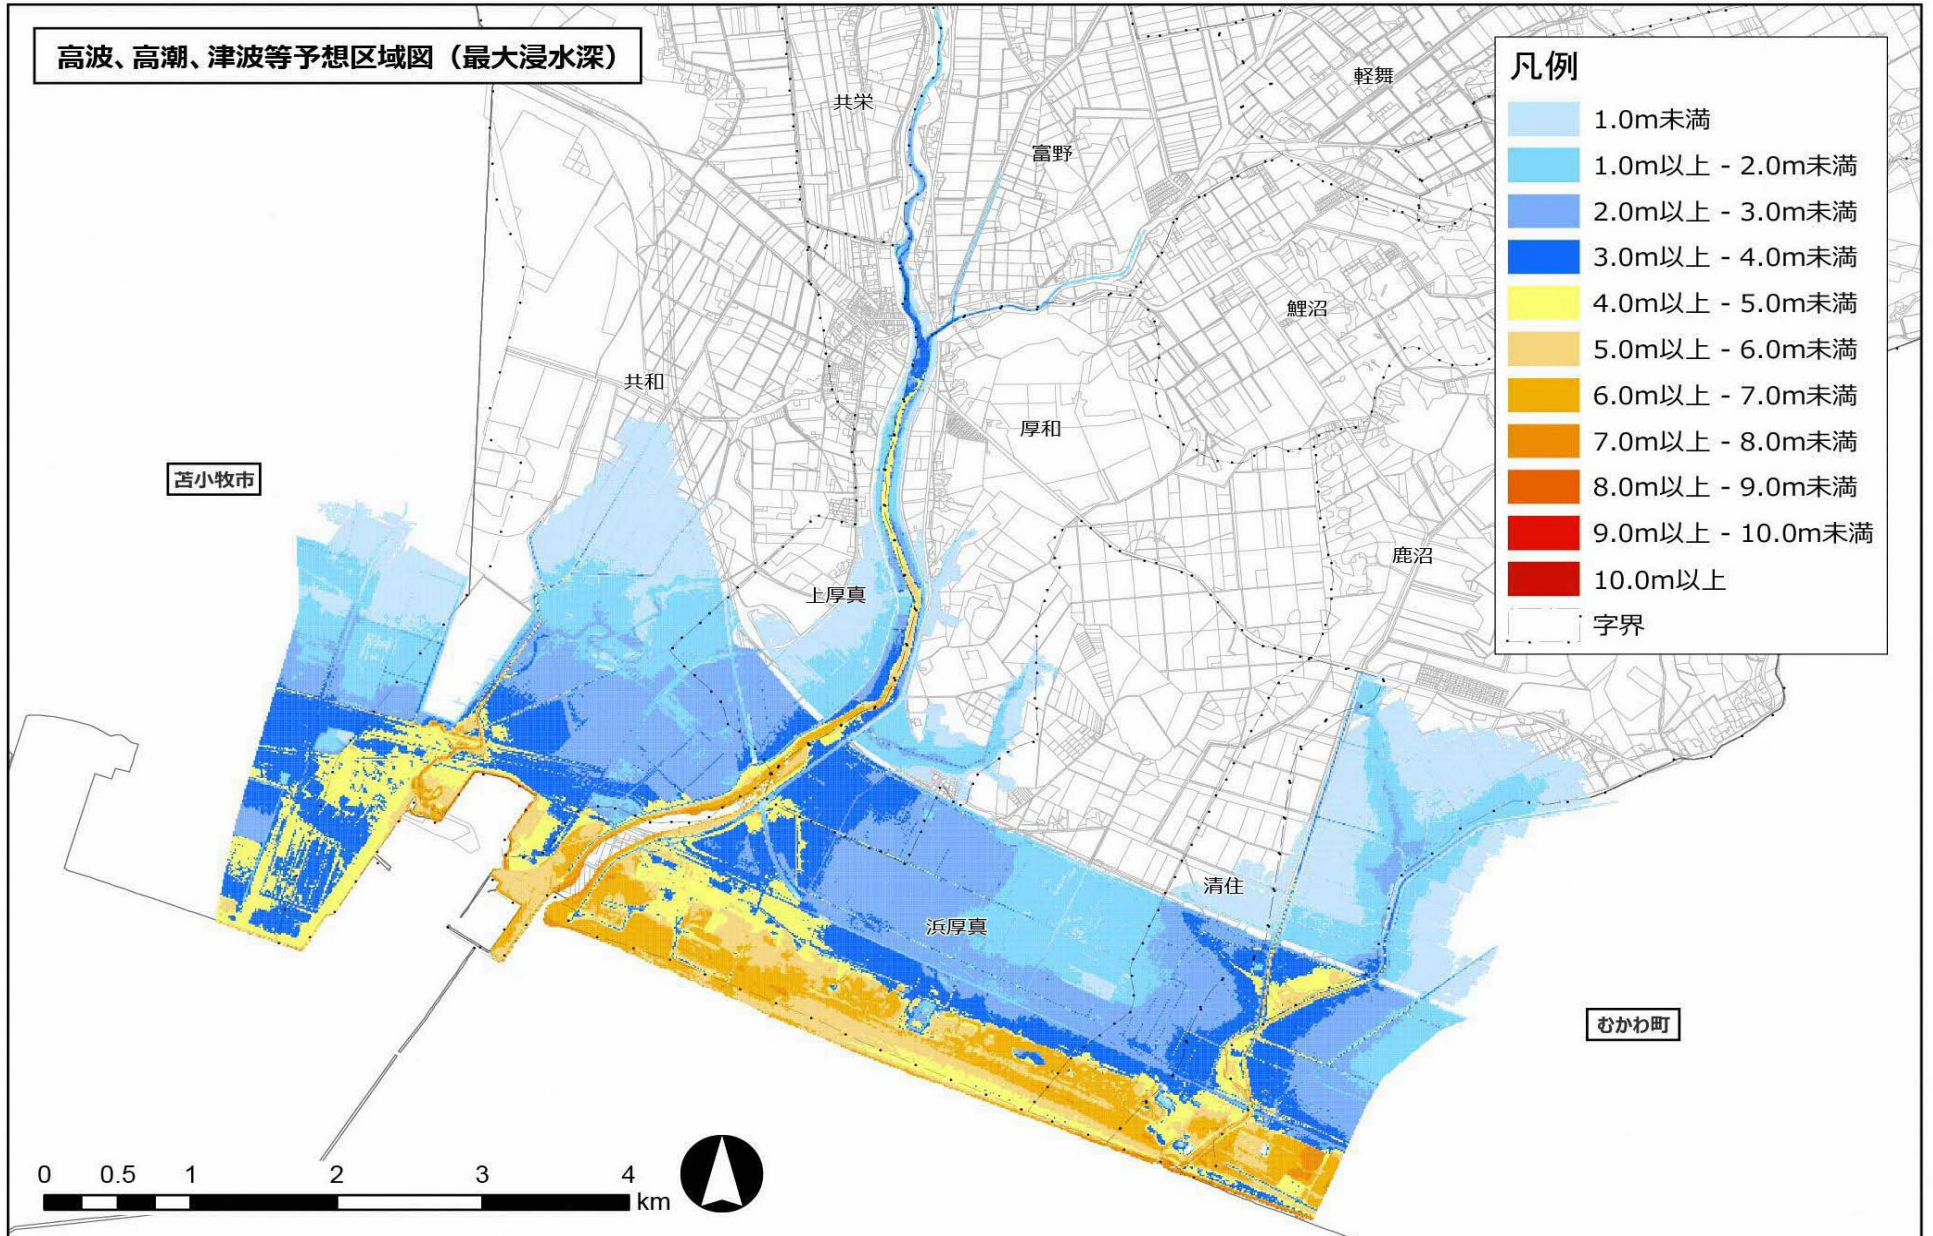 高波、高潮、津波等予想区域図（最大浸水深）
凡例
1.0m未満
1.0m以上 - 2.0m未満
2.0m以上 - 3.0m未満
3.0m以上 - 4.0m未満
4.0m以上 - 5.0m未満
5.0m以上 - 6.0m未満
6.0m以上 - 7.0m未満
7.0m以上 - 8.0m未満
8.0m以上 - 9.0m未満
9.0m以上 - 10.0m未満
10.0m以上
字界
軽舞
共栄
富野
鯉沼
共和
厚和
苫小牧市
鹿沼
上厚真
清住
浜厚真
むかわ町
0 0.5 1 2 3 4
km